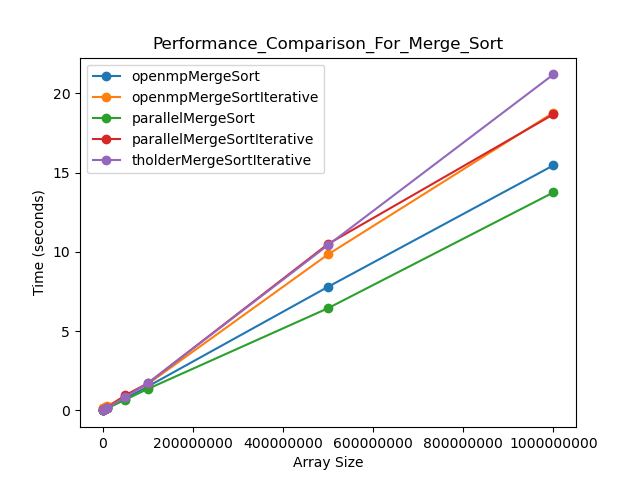 Performance_Comparison_For_Merge_Sort
openmpMergeSort
openmpMergeSortIterative
parallelMergeSort
parallelMergeSortIterative
tholderMergeSortIterative
Time (seconds)
20
15
10
5
0
0 200000000 400000000 600000000 800000000 1000000000
Array Size